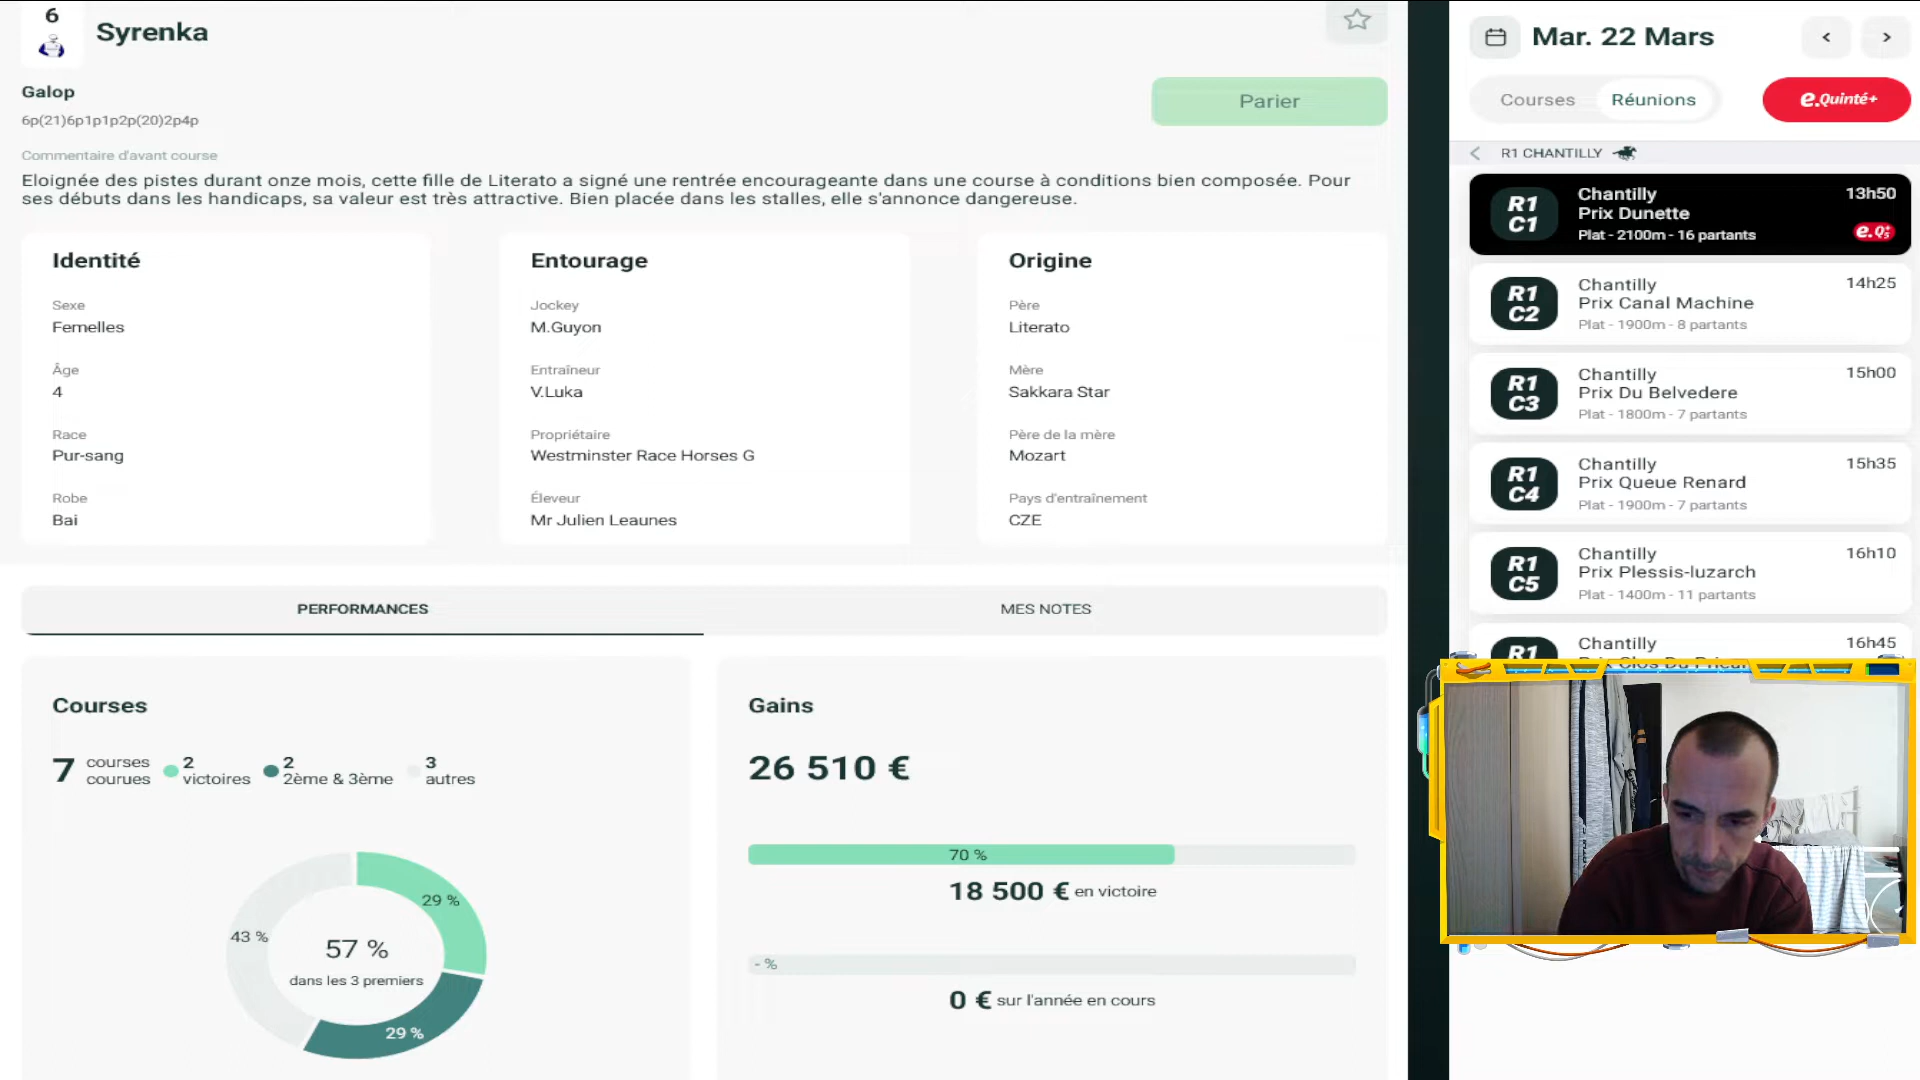 6
Syrenka
Galop
6p(21)6p1p1p2p(20)2p4p
Parier
Commentaire d'avant course
Eloignée des pistes durant onze mois, cette fille de Literato a signé une rentrée encourageante dans une course à conditions bien composée. Pour
ses débuts dans les handicaps, sa valeur est très attractive. Bien placée dans les stalles, elle s'annonce dangereuse.
Identité
Sexe
Femelles
Âge
4
Race
Pur-sang
Robe
Bai
Entourage
Jockey
M.Guyon
Entraîneur
V.Luka
Propriétaire
Westminster Race Horses G
Éleveur
Mr Julien Leaunes
Origine
Père
Literato
Mère
Sakkara Star
Père de la mère
Mozart
Pays d'entraînement
CZE
PERFORMANCES
MES NOTES
Courses
7 courses courues
2 victoires
2 2ème & 3ème
3 autres
29 %
43 %
57 %
dans les 3 premiers
29 %
Gains
26 510 €
70 %
18 500 € en victoire
- %
0 € sur l'année en cours
Mar. 22 Mars
<
>
Courses
Réunions
e.Quinté+
R1 CHANTILLY
R1 C1
Chantilly
13h50
Prix Dunette
Plat - 2100m - 16 partants
e.Q+5
R1 C2
Chantilly
14h25
Prix Canal Machine
Plat - 1900m - 8 partants
R1 C3
Chantilly
15h00
Prix Du Belvedere
Plat - 1800m - 7 partants
R1 C4
Chantilly
15h35
Prix Queue Renard
Plat - 1900m - 7 partants
R1 C5
Chantilly
16h10
Prix Plessis-luzarch
Plat - 1400m - 11 partants
R1
Chantilly
16h45
Prix Clos Du Prieur